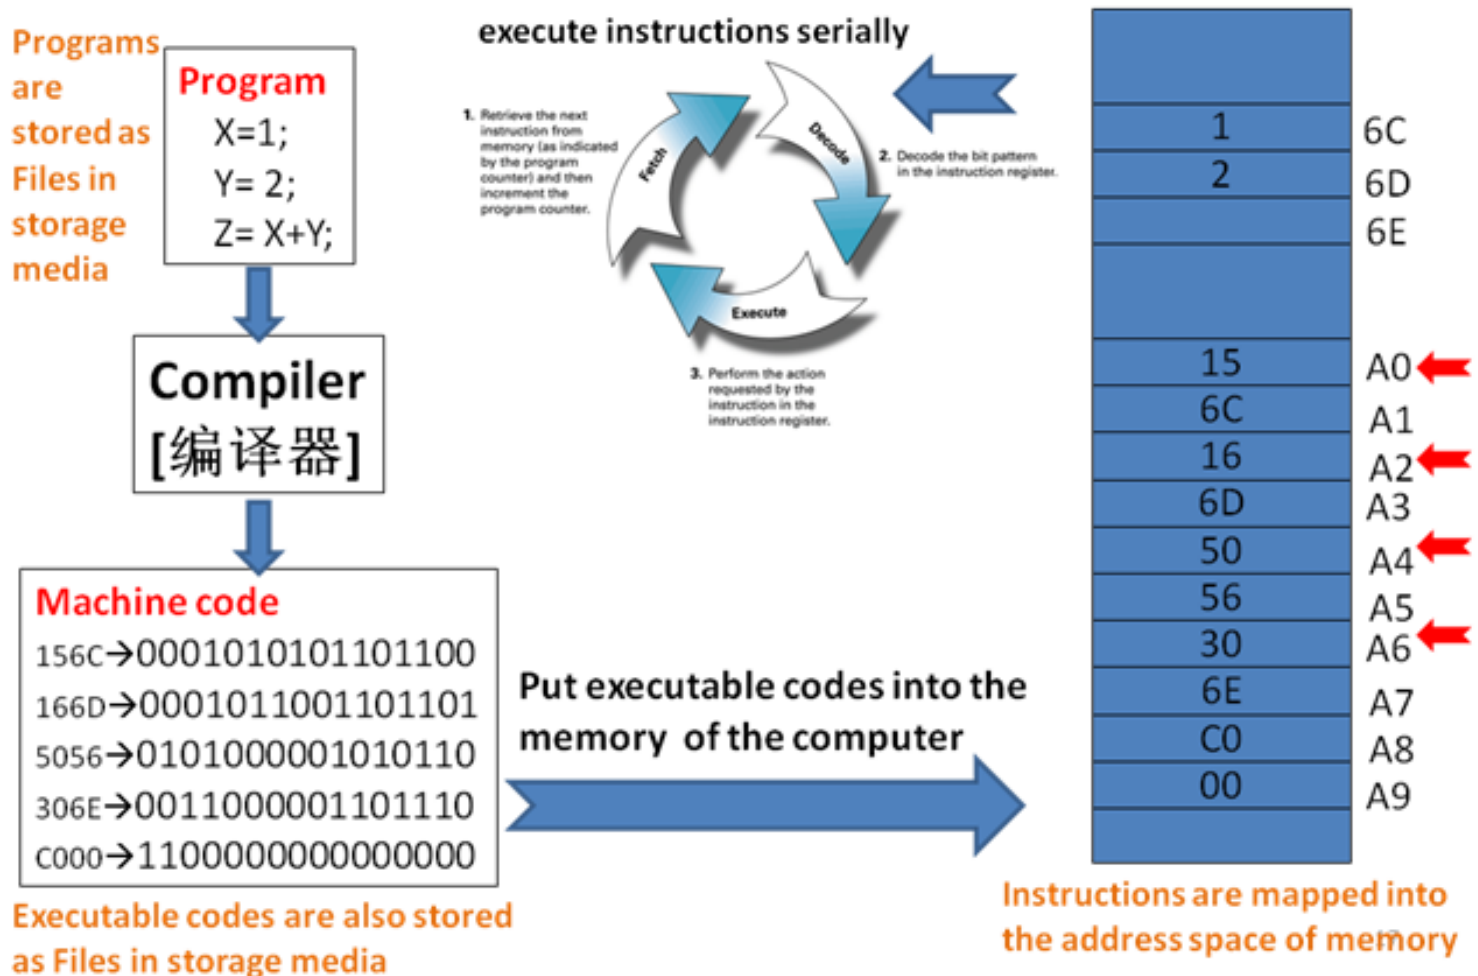 Programs
are
stored as
Files in
storage
media
Program
X=1;
Y= 2;
Z= X+Y;
Compiler
[编译器]
Machine code
156C→0001010101101100
166D→0001011001101101
5056→0101000001010110
306E→0011000001101110
C000→1100000000000000
Executable codes are also stored
as Files in storage media
execute instructions serially
1. Retrieve the next
instruction from
memory (as indicated
by the program
counter) and then
increment the
program counter.
Fetch
Decode
2. Decode the bit pattern
in the instruction register.
Execute
3. Perform the action
requested by the
instruction in the
instruction register.
Put executable codes into the
memory of the computer
1 6C
2 6D
6E
15 A0
6C A1
16 A2
6D A3
50 A4
56 A5
30 A6
6E A7
C0 A8
00 A9
Instructions are mapped into
the address space of memory